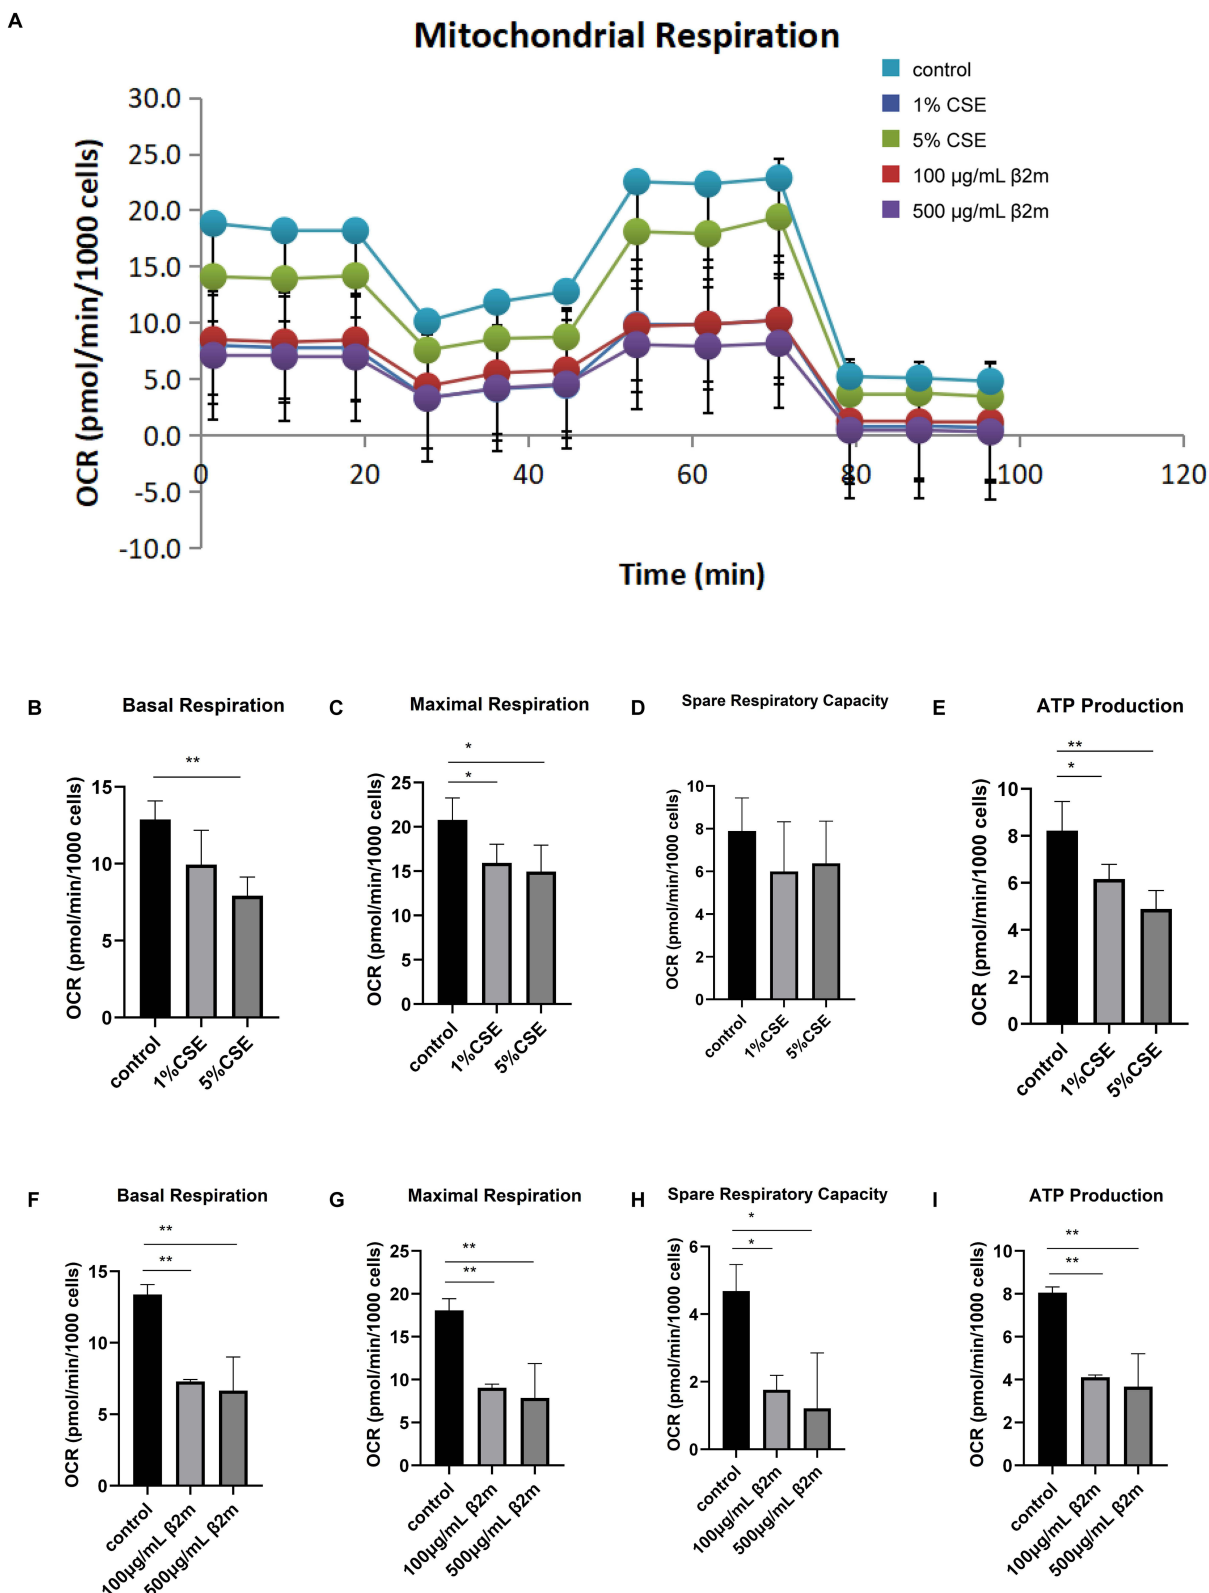 A
Mitochondrial Respiration
control
1% CSE
5% CSE
100 µg/mL β2m
500 µg/mL β2m
OCR (pmol/min/1000 cells)
30.0
25.0
20.0
15.0
10.0
5.0
0.0
-5.0
-10.0
0 20 40 60 80 100 120
Time (min)
B Basal Respiration
**
OCR (pmol/min/1000 cells)
15
10
5
0
control 1%CSE 5%CSE
C Maximal Respiration
*
*
OCR (pmol/min/1000 cells)
25
20
15
10
5
0
control 1%CSE 5%CSE
D Spare Respiratory Capacity
OCR (pmol/min/1000 cells)
10
8
6
4
2
0
control 1%CSE 5%CSE
E ATP Production
**
*
OCR (pmol/min/1000 cells)
10
8
6
4
2
0
control 1%CSE 5%CSE
F Basal Respiration
**
**
OCR (pmol/min/1000 cells)
15
10
5
0
control 100µg/mL β2m 500µg/mL β2m
G Maximal Respiration
**
**
OCR (pmol/min/1000 cells)
25
20
15
10
5
0
control 100µg/mL β2m 500µg/mL β2m
H Spare Respiratory Capacity
*
*
OCR (pmol/min/1000 cells)
6
4
2
0
control 100µg/mL β2m 500µg/mL β2m
I ATP Production
**
**
OCR (pmol/min/1000 cells)
10
8
6
4
2
0
control 100µg/mL β2m 500µg/mL β2m